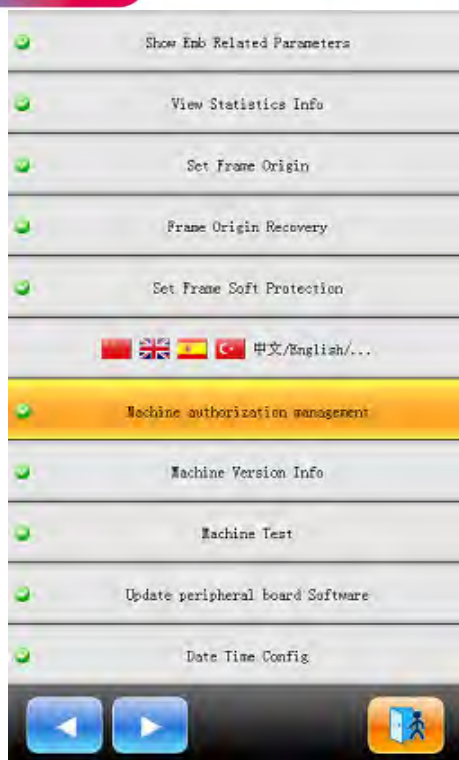 Show Emb Related Parameters
View Statistics Info
Set Frame Origin
Frame Origin Recovery
Set Frame Soft Protection
中文/English/...
Machine authorization management
Machine Version Info
Machine Test
Update peripheral board Software
Date Time Config